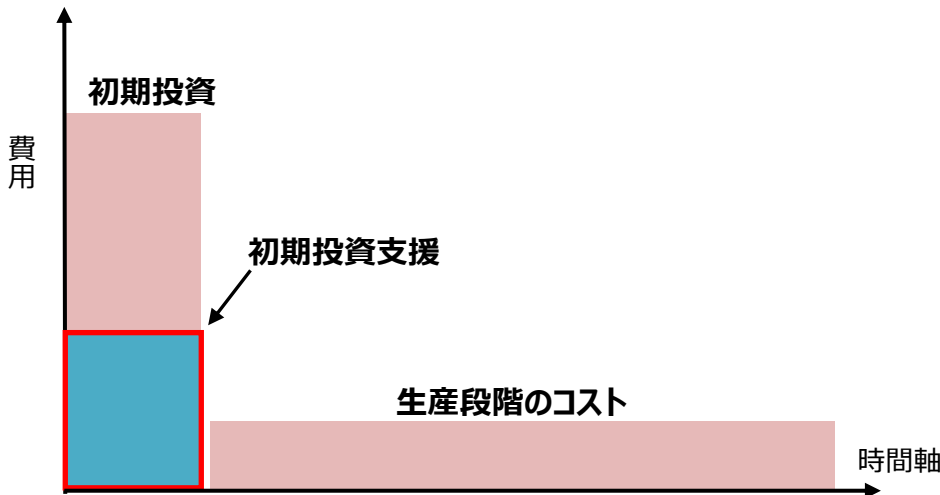 初期投資
費用
初期投資支援
生産段階のコスト
時間軸